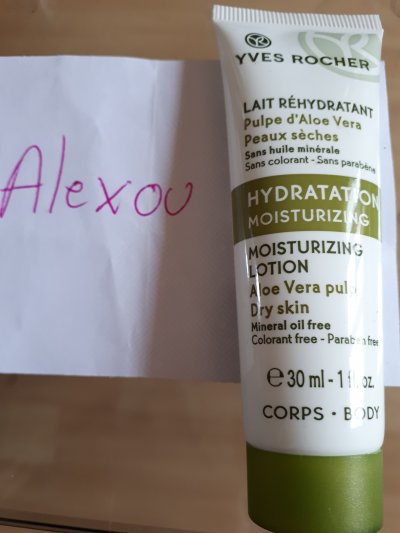 Alexou
YVES ROCHER
LAIT RÉHYDRATANT
Pulpe d'Aloe Vera
Peaux sèches
Sans huile minérale
Sans colorant - Sans parabène
HYDRATATION
MOISTURIZING
MOISTURIZING
LOTION
Aloe Vera pulp
Dry skin
Mineral oil free
Colorant free - Paraben free
℮ 30 ml - 1 fl. oz.
CORPS • BODY